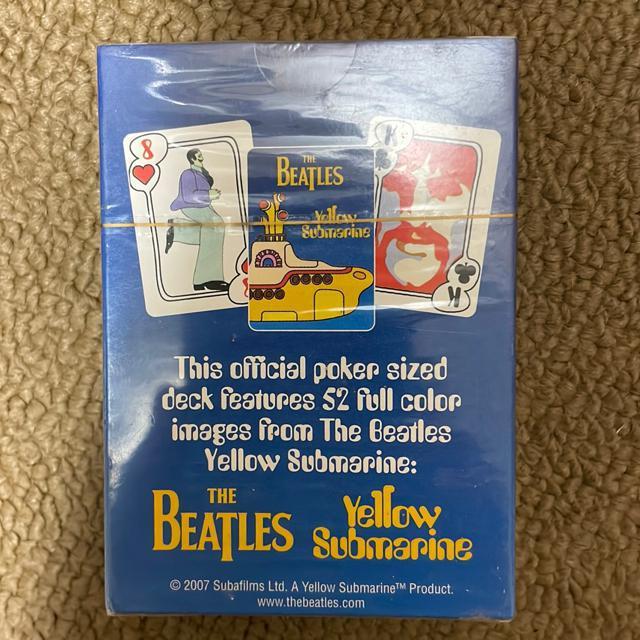 8
K
THE
BEATLES
Yellow
Submarine
K
This official poker sized
deck features 52 full color
images from The Beatles
Yellow Submarine:
THE
BEATLES
Yellow
Submarine
© 2007 Subafilms Ltd. A Yellow Submarine™ Product.
www.thebeatles.com